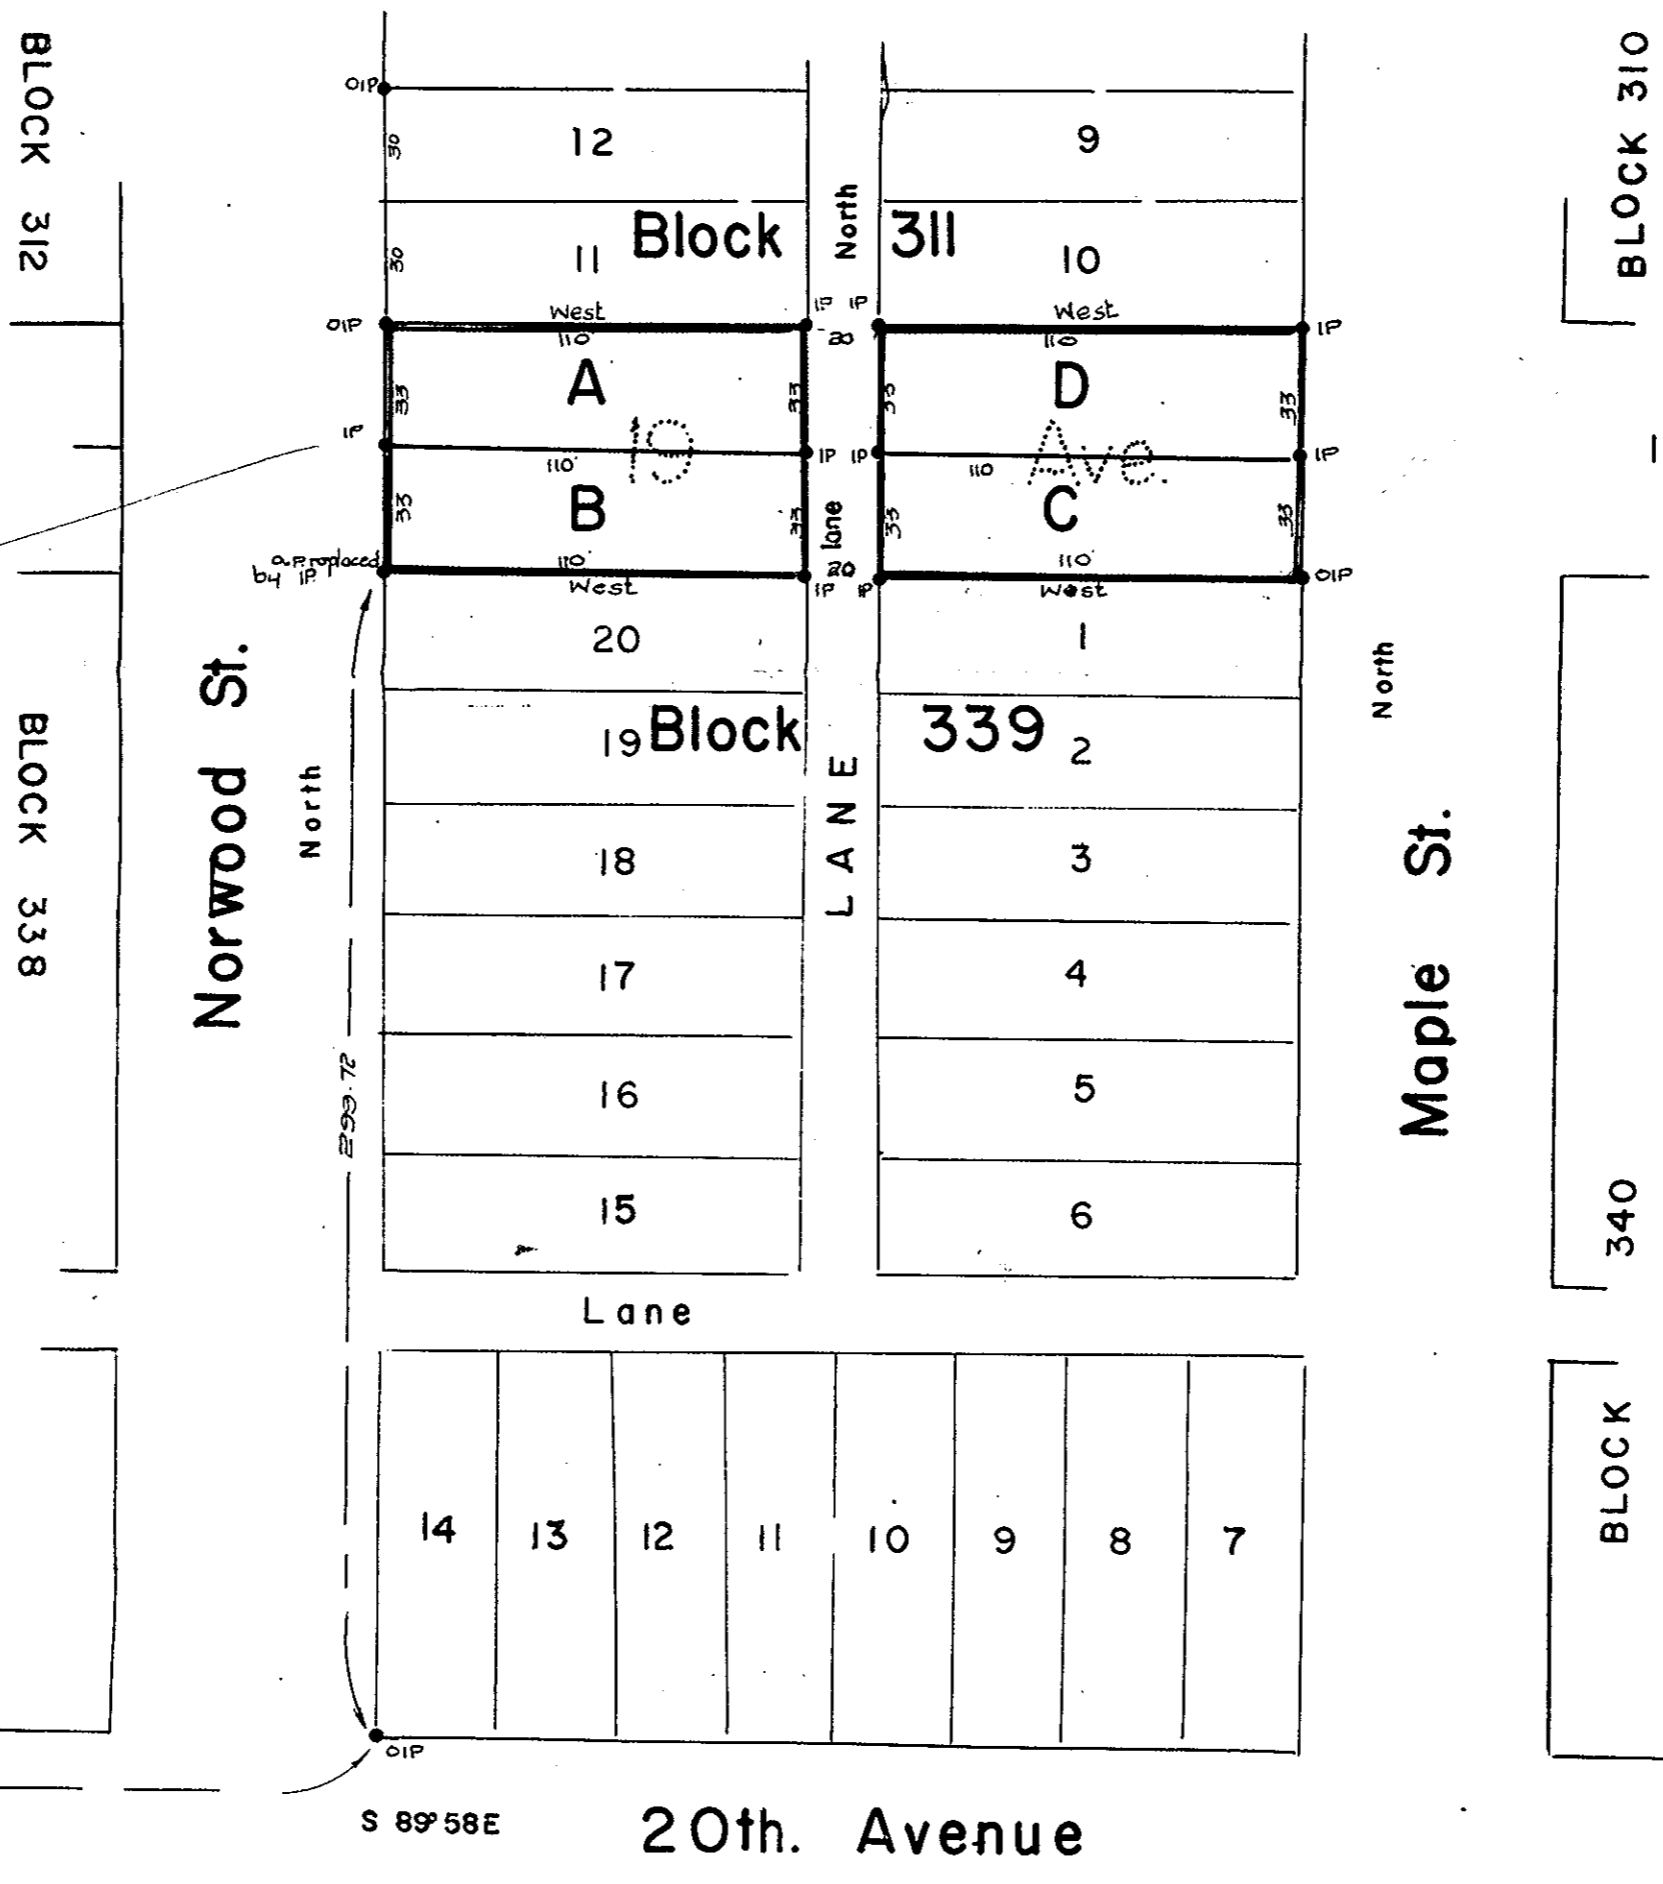 BLOCK 312
BLOCK 310
OIP
30
12
9
North
Block 311
30
11
10
West
IP IP
West
OIP
110'
20
110
IP
A
D
33
33
33
33
IP
19 Ave.
IP IP
IP
110'
110
B
C
33
33
lane
33
33
by IP.
110'
20
110'
West
IP
IP
West
OIP
20
1
North
Block 339
19
2
BLOCK 338
Norwood St.
North
LANE
Maple St.
18
3
17
4
299.72
16
5
15
6
340
Lane
BLOCK
14
13
12
11
10
9
8
7
OIP
S 89°58E
20th. Avenue